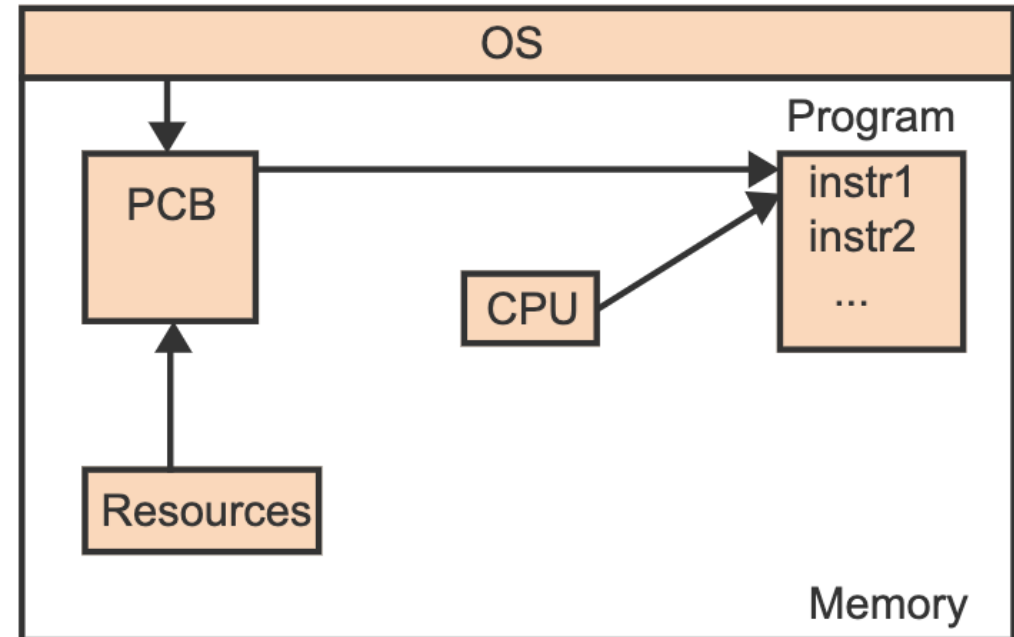 OS
Program
PCB
instr1
instr2
...
CPU
Resources
Memory